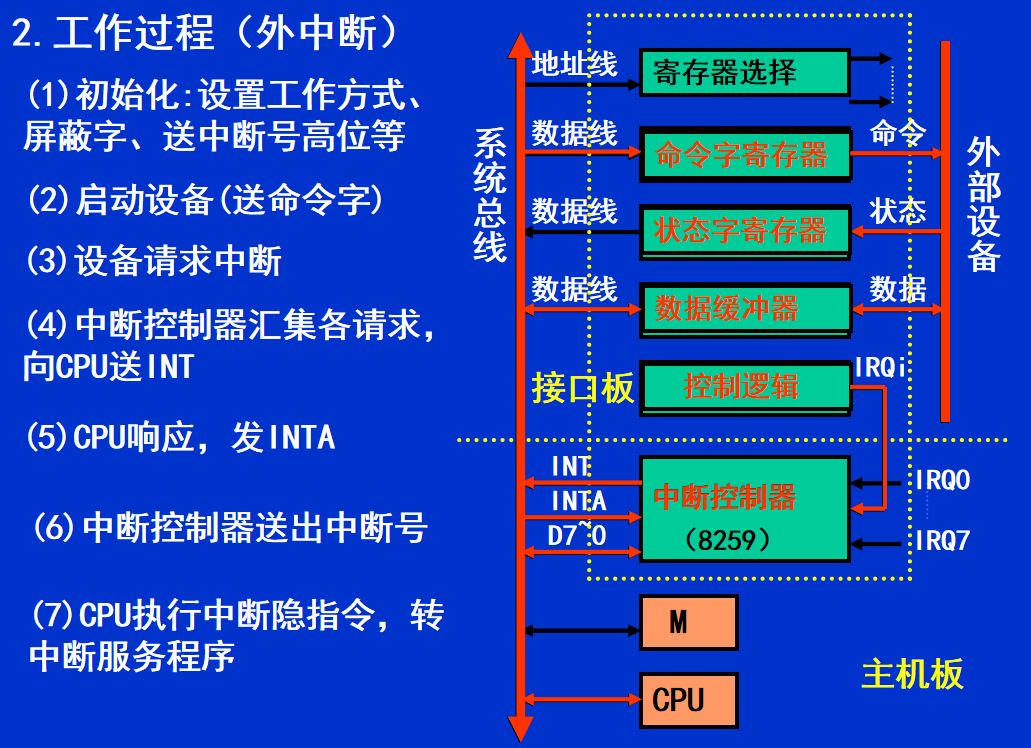 2.工作过程（外中断）
(1)初始化:设置工作方式、
屏蔽字、送中断号高位等
(2)启动设备(送命令字)
(3)设备请求中断
(4)中断控制器汇集各请求，
向CPU送INT
(5)CPU响应，发INTA
(6)中断控制器送出中断号
(7)CPU执行中断隐指令，转
中断服务程序
系统总线
地址线
寄存器选择
数据线
命令字寄存器
命令
数据线
状态字寄存器
状态
数据线
数据缓冲器
数据
外部设备
接口板
控制逻辑
IRQi
INT
INTA
D7~0
中断控制器
（8259）
IRQ0
IRQ7
M
CPU
主机板